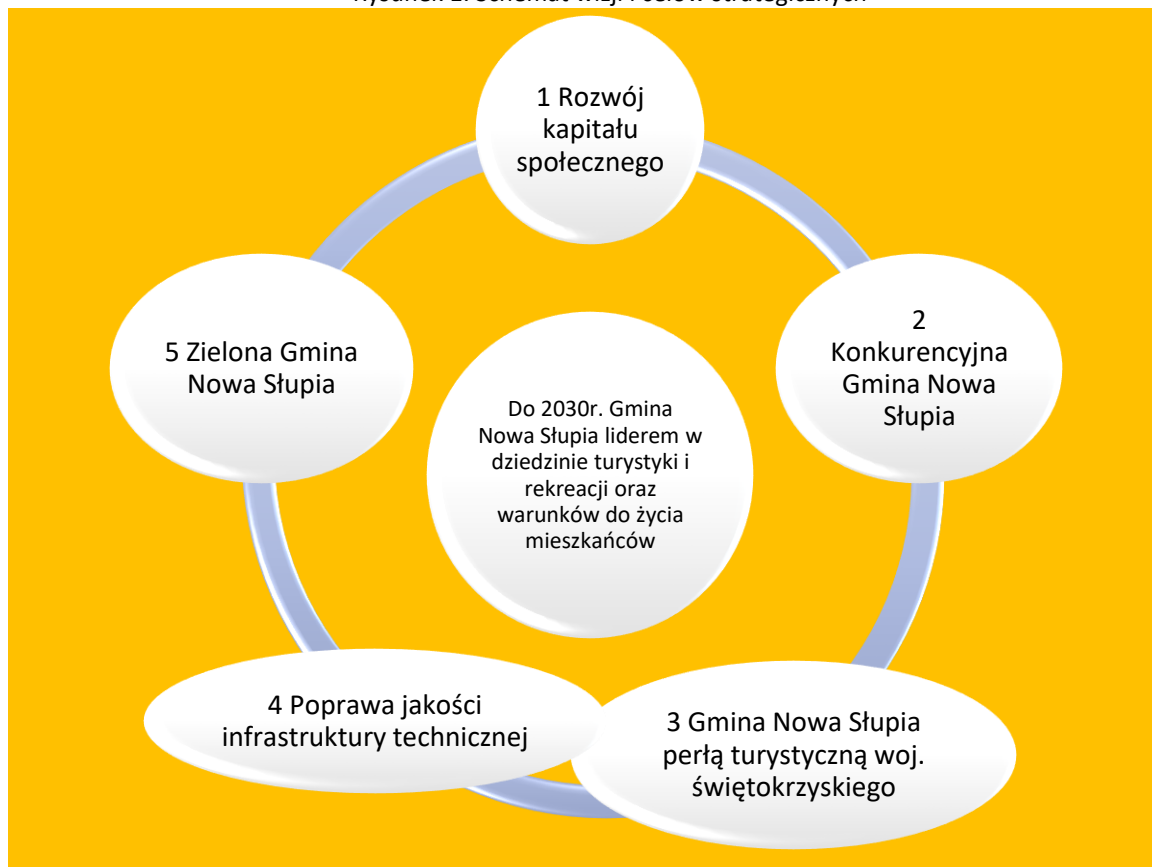 1 Rozwój
kapitału
społecznego
2
Konkurencyjna
Gmina Nowa
Słupia
3 Gmina Nowa Słupia
perłą turystyczną woj.
świętokrzyskiego
4 Poprawa jakości
infrastruktury technicznej
5 Zielona Gmina
Nowa Słupia
Do 2030r. Gmina
Nowa Słupia liderem w
dziedzinie turystyki i
rekreacji oraz
warunków do życia
mieszkańców